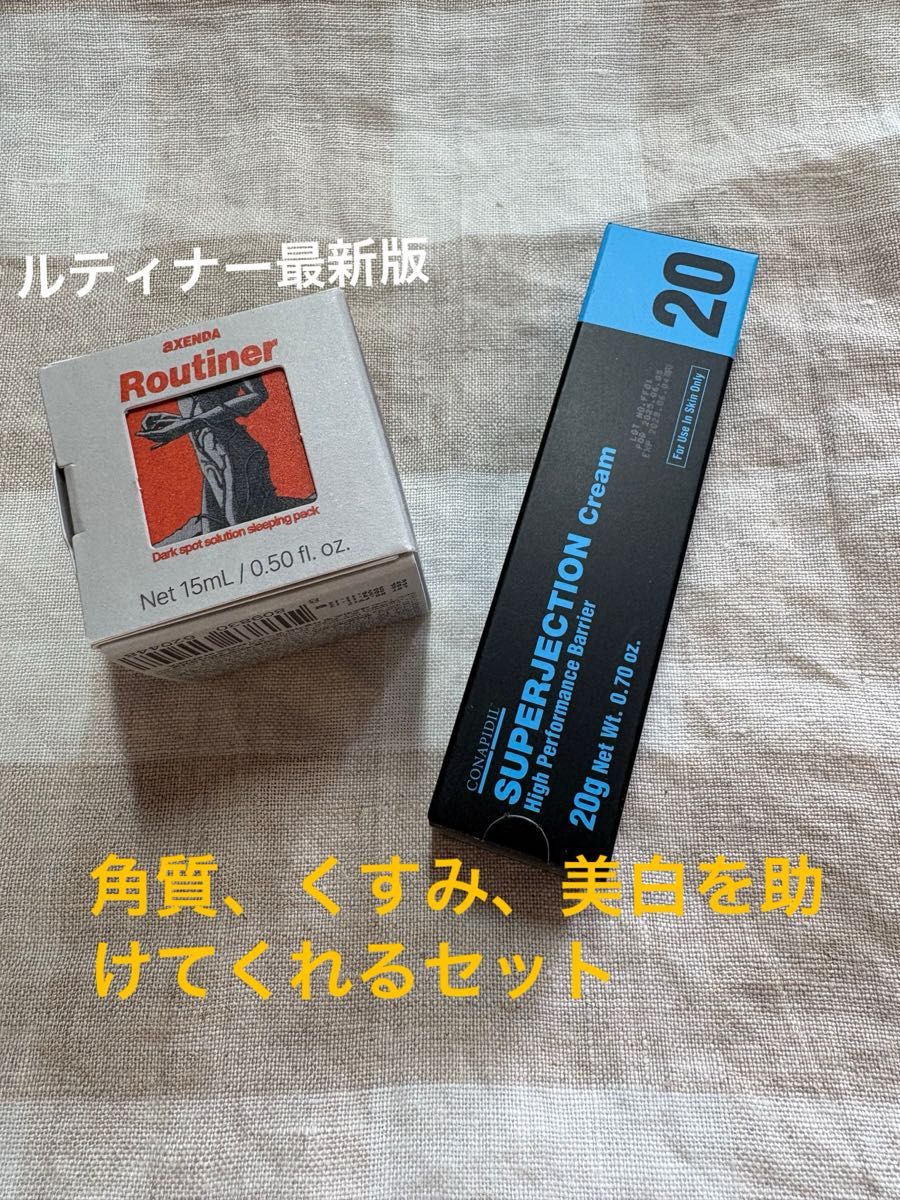 ルティナー最新版
aXENDA
Routiner
Dark spot solution sleeping pack
Net 15mL / 0.50 fl. oz.
20
For Use In Skin Only
CONAPIDIL
SUPERJECTION Cream
High Performance Barrier
20g Net Wt. 0.70 oz.
角質、くすみ、美白を助
けてくれるセット